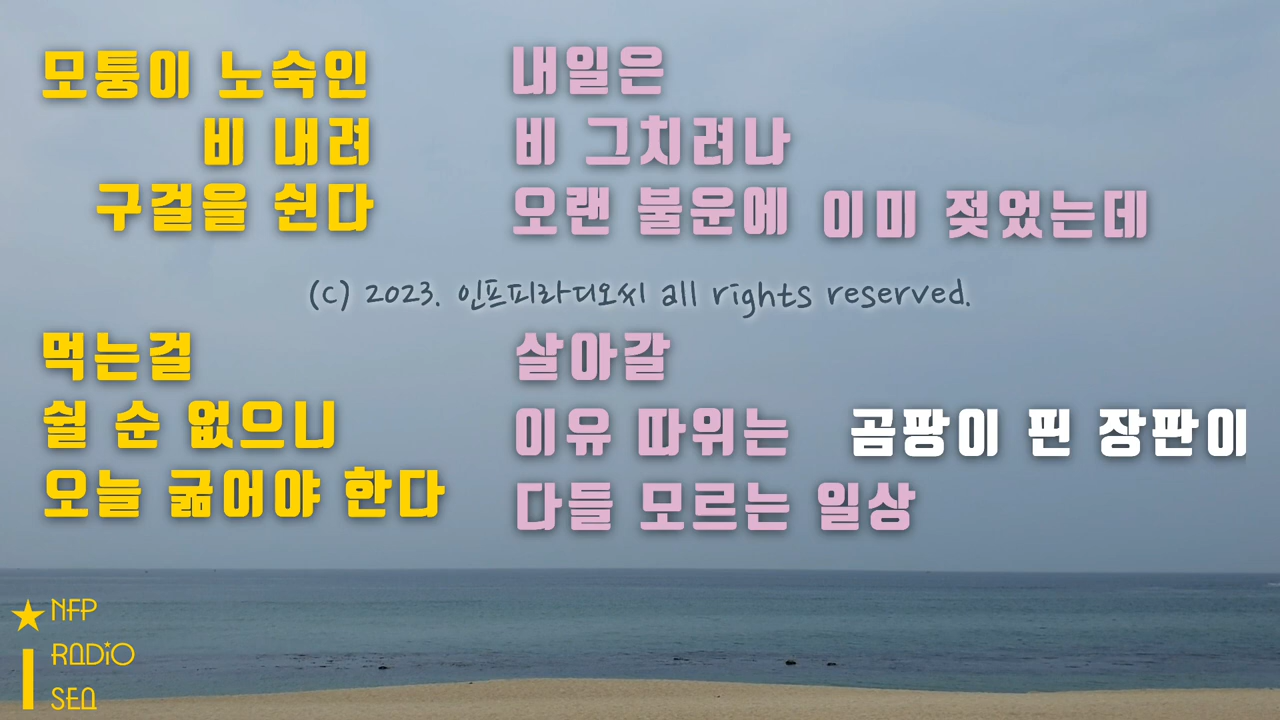 모퉁이 노숙인
비 내려
구걸을 쉰다
내일은
비 그치려나
오랜 불운에 이미 젖었는데
(c) 2023. 인프피라디오씨 all rights reserved.
먹는걸
쉴 순 없으니
오늘 굶어야 한다
살아갈
이유 따위는 곰팡이 핀 장판이
다들 모르는 일상
NFP
RADIO
SEA